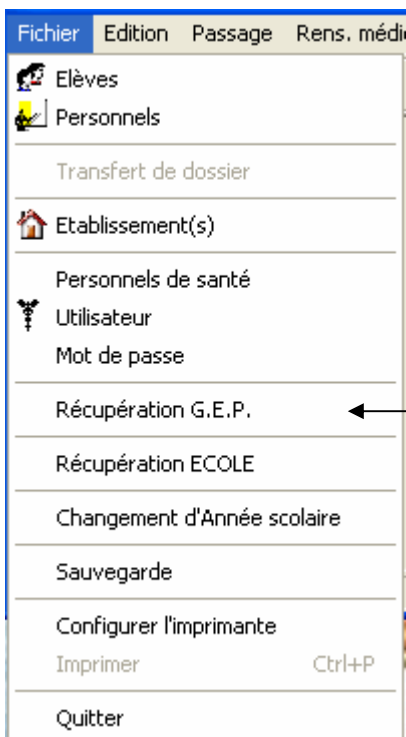 Fichier Edition Passage Rens. médi
Elèves
Personnels
Transfert de dossier
Etablissement(s)
Personnels de santé
Utilisateur
Mot de passe
Récupération G.E.P.
Récupération ECOLE
Changement d'Année scolaire
Sauvegarde
Configurer l'imprimante
Imprimer Ctrl+P
Quitter